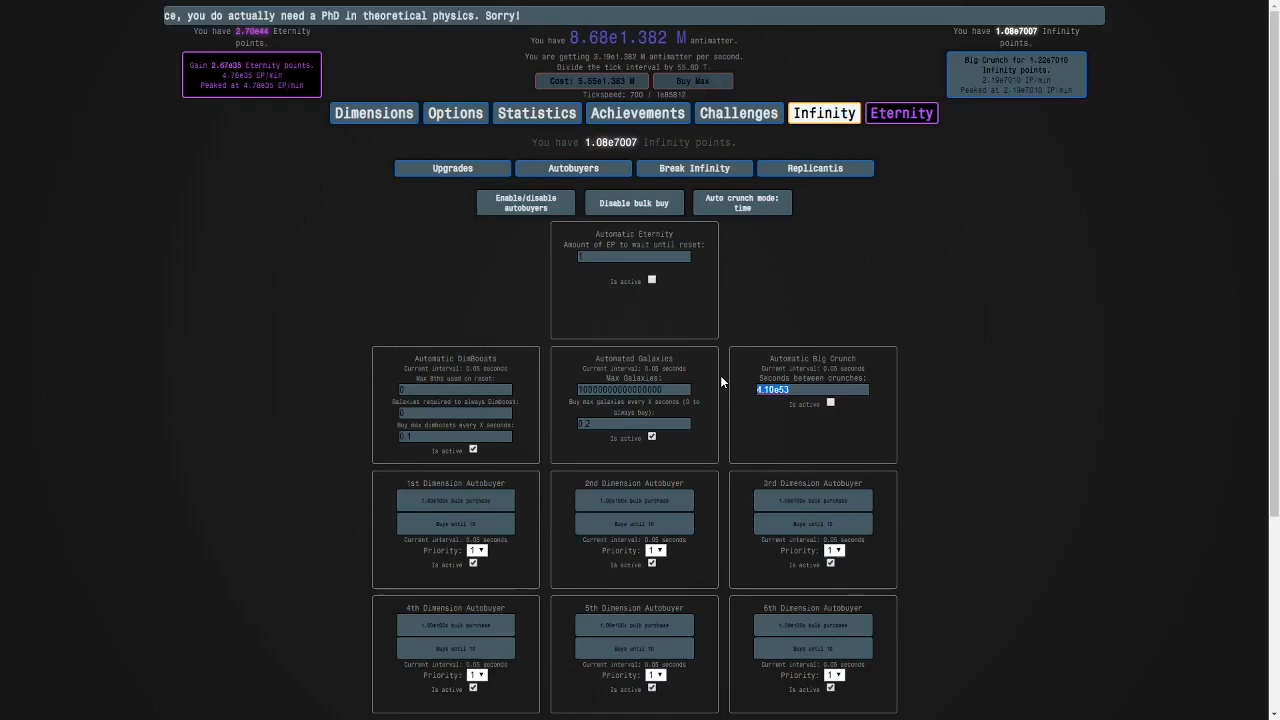 ce, you do actually need a PhD in theoretical physics. Sorry!
You have 2.70e44 Eternity
points.
Gain 2.67e35 Eternity points.
4.78e35 EP/min
Peaked at 4.78e35 EP/min
You have 8.68e1.382 M antimatter.
You are getting 3.19e1.382 M antimatter per second.
Divide the tick interval by 55.80 T.
Cost: 5.55e1.383 M
Buy Max
Tickspeed: 700 / 1e85812
You have 1.08e7007 Infinity
points.
Big Crunch for 1.22e7010
Infinity points.
2.19e7010 IP/min
Peaked at 2.19e7010 IP/min
Dimensions
Options
Statistics
Achievements
Challenges
Infinity
Eternity
You have 1.08e7007 Infinity points.
Upgrades
Autobuyers
Break Infinity
Replicantis
Enable/disable
autobuyers
Disable bulk buy
Auto crunch mode:
time
Automatic Eternity
Amount of EP to wait until reset:
1
Is active
Automatic DimBoosts
Current interval: 0.05 seconds
Max 8ths used on reset:
0
Galaxies required to always Dimboost:
0
Buy max dimboosts every X seconds:
0.1
Is active
Automated Galaxies
Current interval: 0.05 seconds
Max Galaxies:
Buy max galaxies every X seconds (0 to
always buy):
0.2
Is active
Automatic Big Crunch
Current interval: 0.05 seconds
Seconds between crunches:
4.10e53
Is active
1st Dimension Autobuyer
1.00e100x bulk purchase
Buys until 10
Current interval: 0.05 seconds
Priority: 1
Is active
2nd Dimension Autobuyer
1.00e100x bulk purchase
Buys until 10
Current interval: 0.05 seconds
Priority: 1
Is active
3rd Dimension Autobuyer
1.00e100x bulk purchase
Buys until 10
Current interval: 0.05 seconds
Priority: 1
Is active
4th Dimension Autobuyer
1.00e100x bulk purchase
Buys until 10
Current interval: 0.05 seconds
Priority: 1
Is active
5th Dimension Autobuyer
1.00e100x bulk purchase
Buys until 10
Current interval: 0.05 seconds
Priority: 1
Is active
6th Dimension Autobuyer
1.00e100x bulk purchase
Buys until 10
Current interval: 0.05 seconds
Priority: 1
Is active